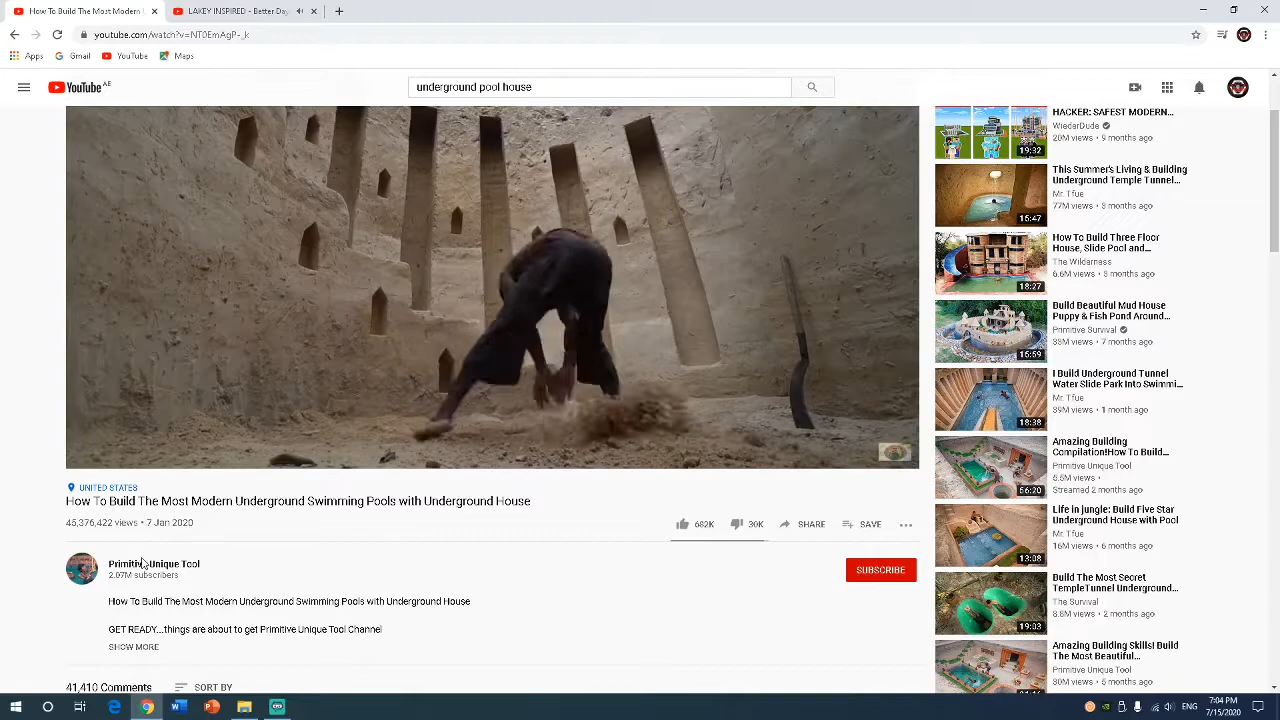 How To Build The Most Modern U
LAKEY INSPIRED - Better Day
youtube.com/watch?v=NT0EmAgP-_k
Apps
Gmail
YouTube
Maps
YouTube AE
underground pool house
UNITED STATES
How To Build The Most Modern Underground Swimming Pools with Underground House
45,376,422 views • 7 Jan 2020
682K
30K
SHARE
SAVE
Primitive Unique Tool
2.07M subscribers
SUBSCRIBE
How To Build The Most Modern Underground Swimming Pools with Underground House
GET READY...things are about to get Primitive Unique Tool Channel
SHOW MORE
41,410 Comments
SORT BY
HACKER: SAFEST MODERN...
WiederDude
20M views • 9 months ago
19:32
This Summer's Living & Building
Underground Temple Tunnel...
Mr. Tfue
77M views • 3 months ago
15:47
How To Build Three Floor
House, Slide Pool and...
The Wilderness
6.6M views • 8 months ago
18:27
Build Beautiful Mud House
Puppy & Fish Pond Around...
Primitive Survival
7 months ago
15:59
I Build Underground Tunnel
Water Slide Park Into Swimmi...
Mr. Tfue
1 month ago
18:38
Amazing Building
Compilation!How To Build...
Primitive Unique Tool
5.5M views •
Streamed 2 months ago
56:20
Life in jungle: Build Five Star
Underground House with Pool
Mr. Tfue
16M views • 6 months ago
13:08
Build The Most Secret
TempleTunnel Underground...
The Survival
8.8M views • 2 months ago
19:03
Amazing Building Skills! Build
The Most Beautiful...
Primitive Unique Tool
5 months ago
ENG
7:04 PM
7/15/2020